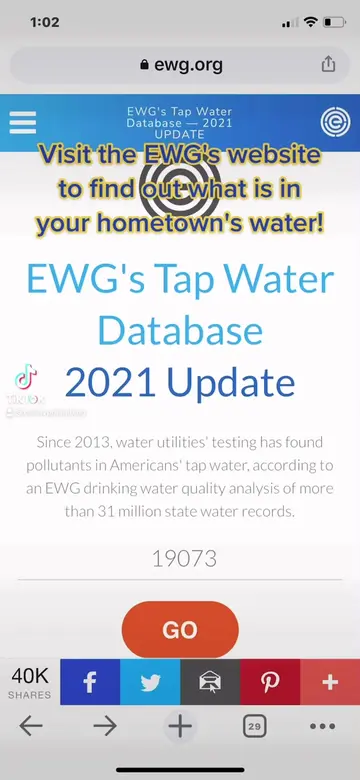 1:02
ewg.org
EWG's Tap Water
Database — 2021
UPDATE
Visit the EWG's website
to find out what is in
your hometown's water!
EWG's Tap Water
Database
2021 Update
TikTok
Since 2013, water utilities' testing has found
pollutants in Americans' tap water, according to
an EWG drinking water quality analysis of more
than 31 million state water records.
19073
GO
40K
SHARES
29